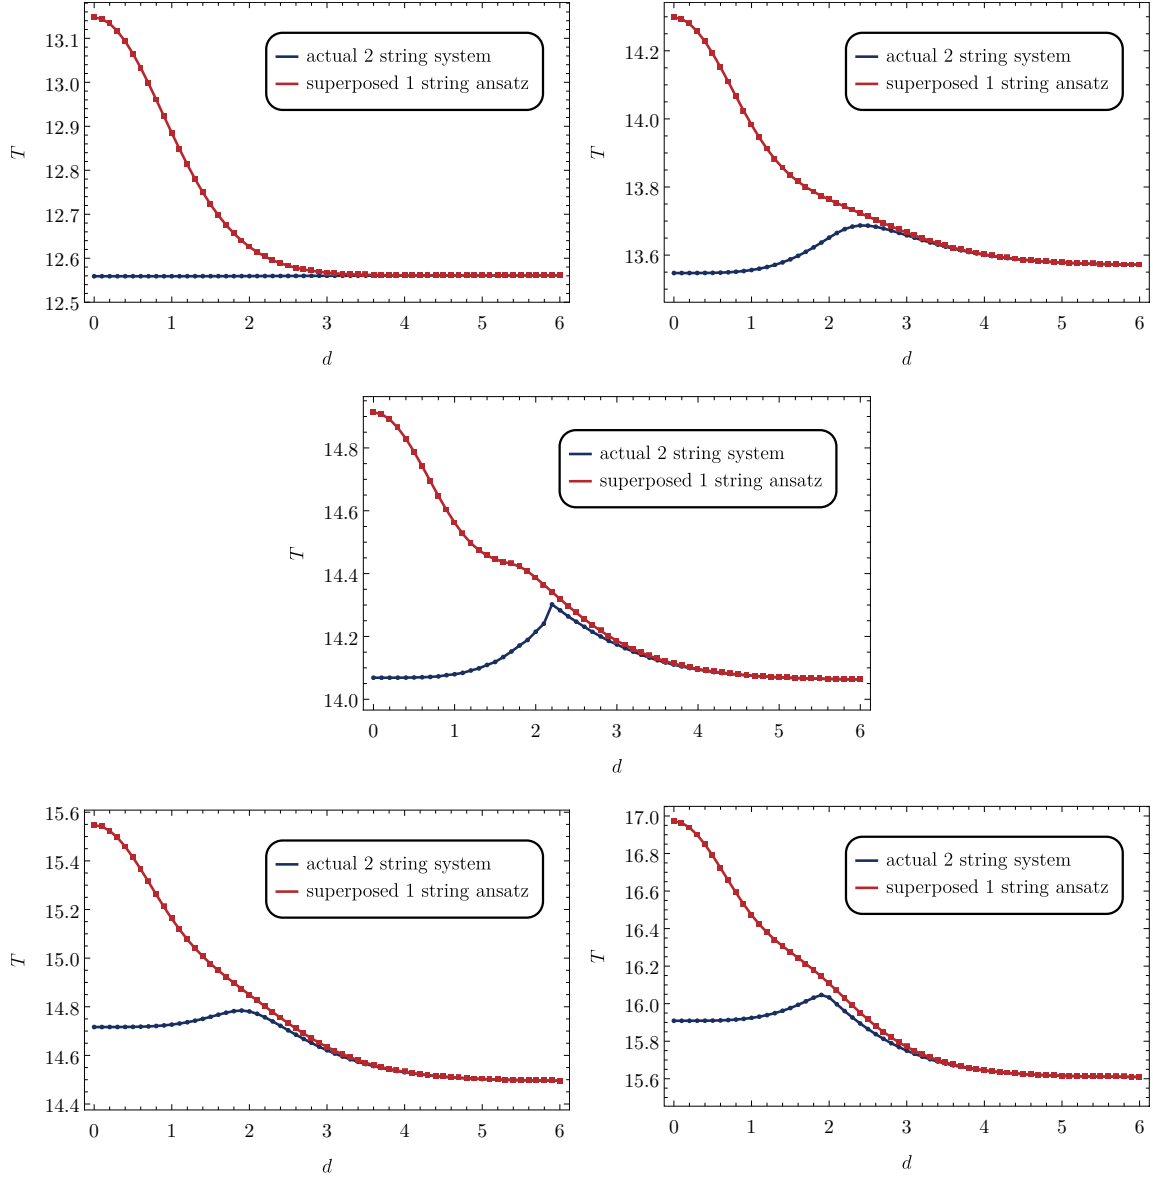 13.1
13.0
12.9
12.8
12.7
12.6
12.5
T
actual 2 string system
superposed 1 string ansatz
0 1 2 3 4 5 6
d
14.2
14.0
13.8
13.6
T
actual 2 string system
superposed 1 string ansatz
0 1 2 3 4 5 6
d
14.8
14.6
14.4
14.2
14.0
T
actual 2 string system
superposed 1 string ansatz
0 1 2 3 4 5 6
d
15.6
15.4
15.2
15.0
14.8
14.6
14.4
T
actual 2 string system
superposed 1 string ansatz
0 1 2 3 4 5 6
d
17.0
16.8
16.6
16.4
16.2
16.0
15.8
15.6
T
actual 2 string system
superposed 1 string ansatz
0 1 2 3 4 5 6
d